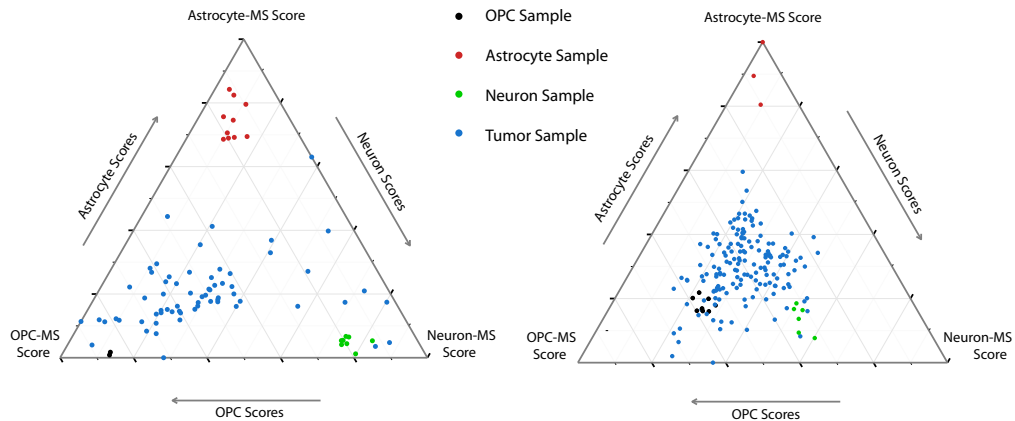 Astrocyte-MS Score
Astrocyte Scores
Neuron Scores
OPC-MS
Score
Neuron-MS
Score
OPC Scores
OPC Sample
Astrocyte Sample
Neuron Sample
Tumor Sample
Astrocyte-MS Score
Astrocyte Scores
Neuron Scores
OPC-MS
Score
Neuron-MS
Score
OPC Scores